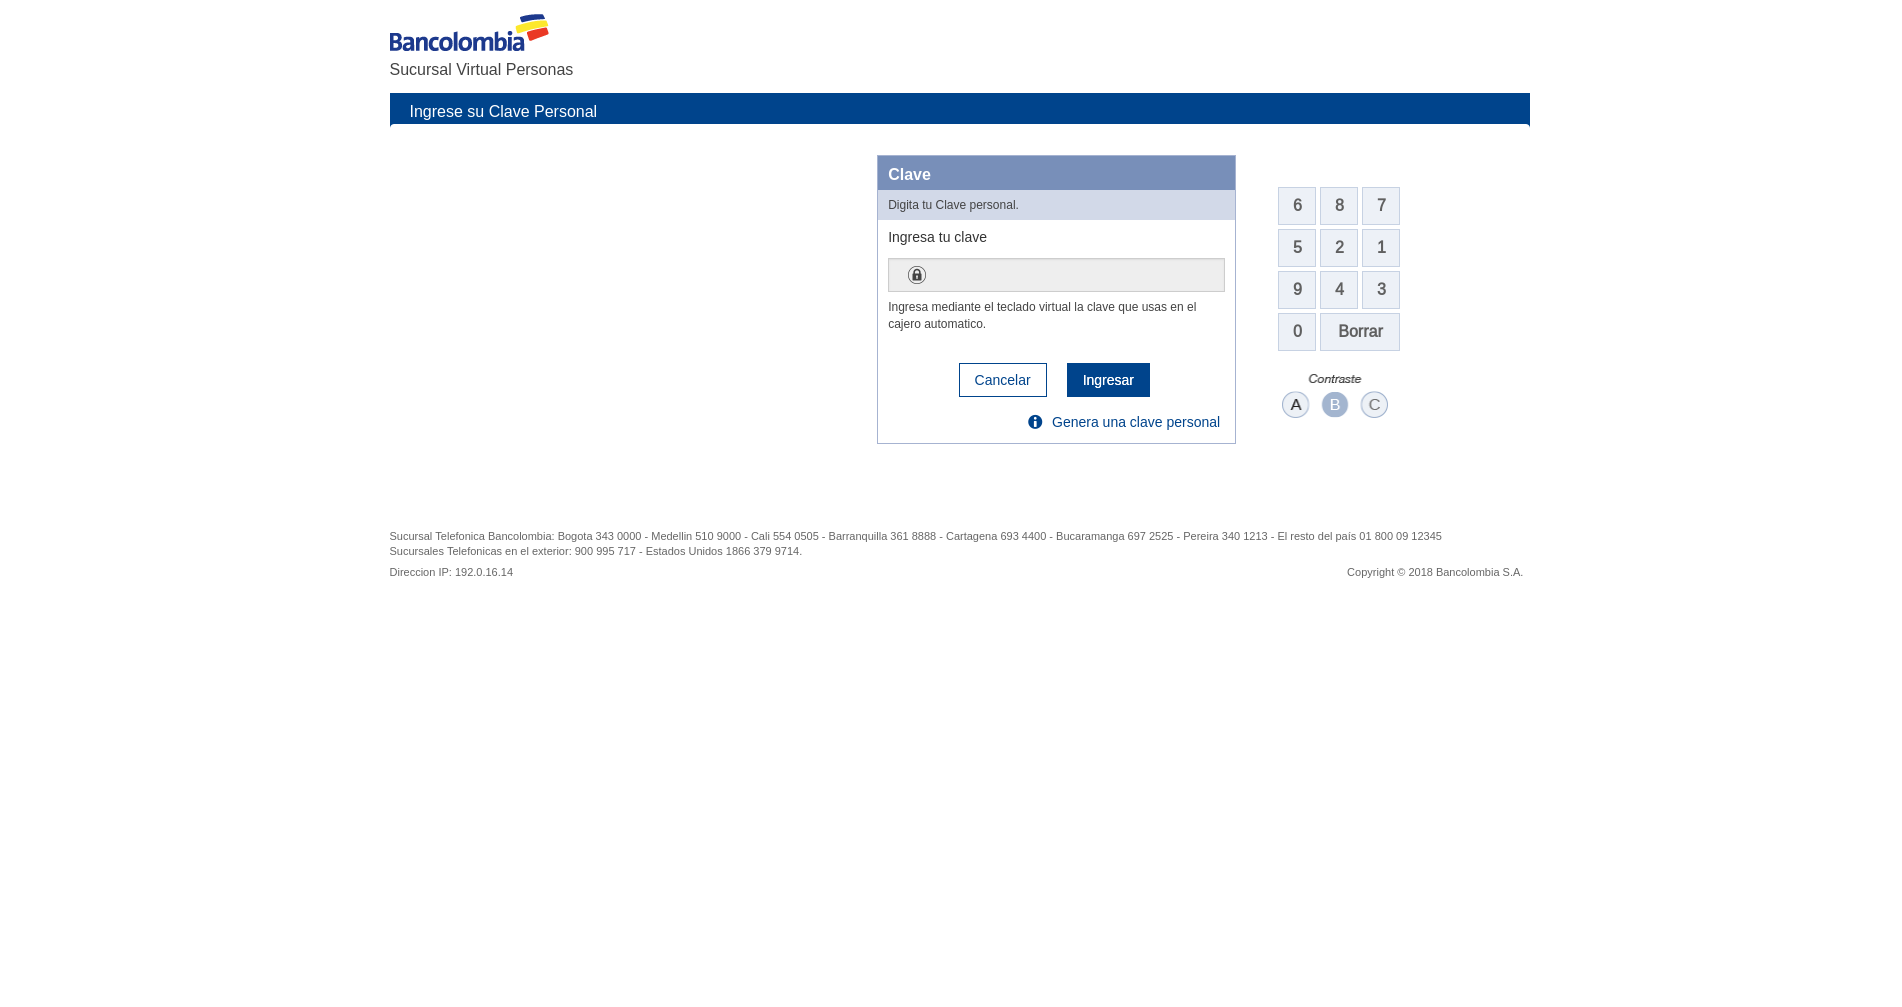 Bancolombia
Sucursal Virtual Personas
Ingrese su Clave Personal
Clave
Digita tu Clave personal.
Ingresa tu clave
Ingresa mediante el teclado virtual la clave que usas en el
cajero automatico.
Cancelar Ingresar
Genera una clave personal
6 8 7
5 2 1
9 4 3
0 Borrar
Contraste
A B C
Sucursal Telefonica Bancolombia: Bogota 343 0000 - Medellin 510 9000 - Cali 554 0505 - Barranquilla 361 8888 - Cartagena 693 4400 - Bucaramanga 697 2525 - Pereira 340 1213 - El resto del país 01 800 09 12345
Sucursales Telefonicas en el exterior: 900 995 717 - Estados Unidos 1866 379 9714.
Direccion IP: 192.0.16.14 Copyright © 2018 Bancolombia S.A.